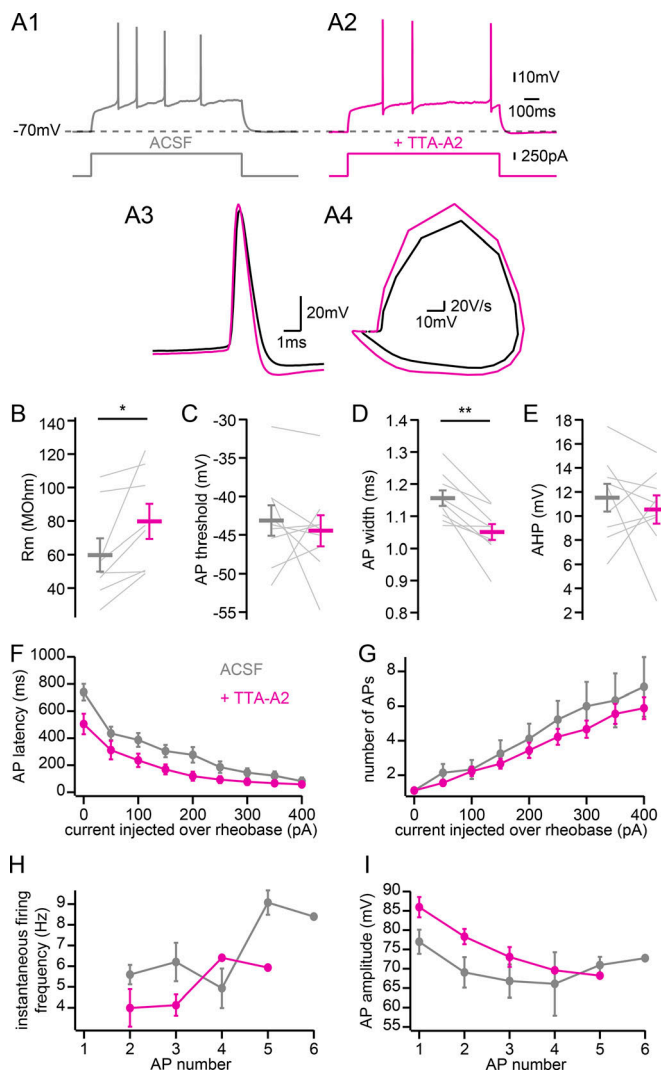 A1
A2
10mV
100ms
-70mV
ACSF
+ TTA-A2
250pA
A3
A4
20mV
1ms
20V/s
10mV
B
C
D
E
*
**
Rm (MOhm)
140
120
100
80
60
40
AP threshold (mV)
-30
-35
-40
-45
-50
-55
AP width (ms)
1.4
1.3
1.2
1.1
1.0
0.9
0.8
AHP (mV)
18
16
14
12
10
8
6
4
2
F
AP latency (ms)
1000
800
600
400
200
0
ACSF
+ TTA-A2
0 100 200 300 400
current injected over rheobase (pA)
G
number of APs
8
6
4
2
0 100 200 300 400
current injected over rheobase (pA)
H
instantaneous firing
frequency (Hz)
9
8
6
5
4
1 2 3 4 5 6
AP number
I
AP amplitude (mV)
90
85
80
75
70
65
55
1 2 3 4 5 6
AP number